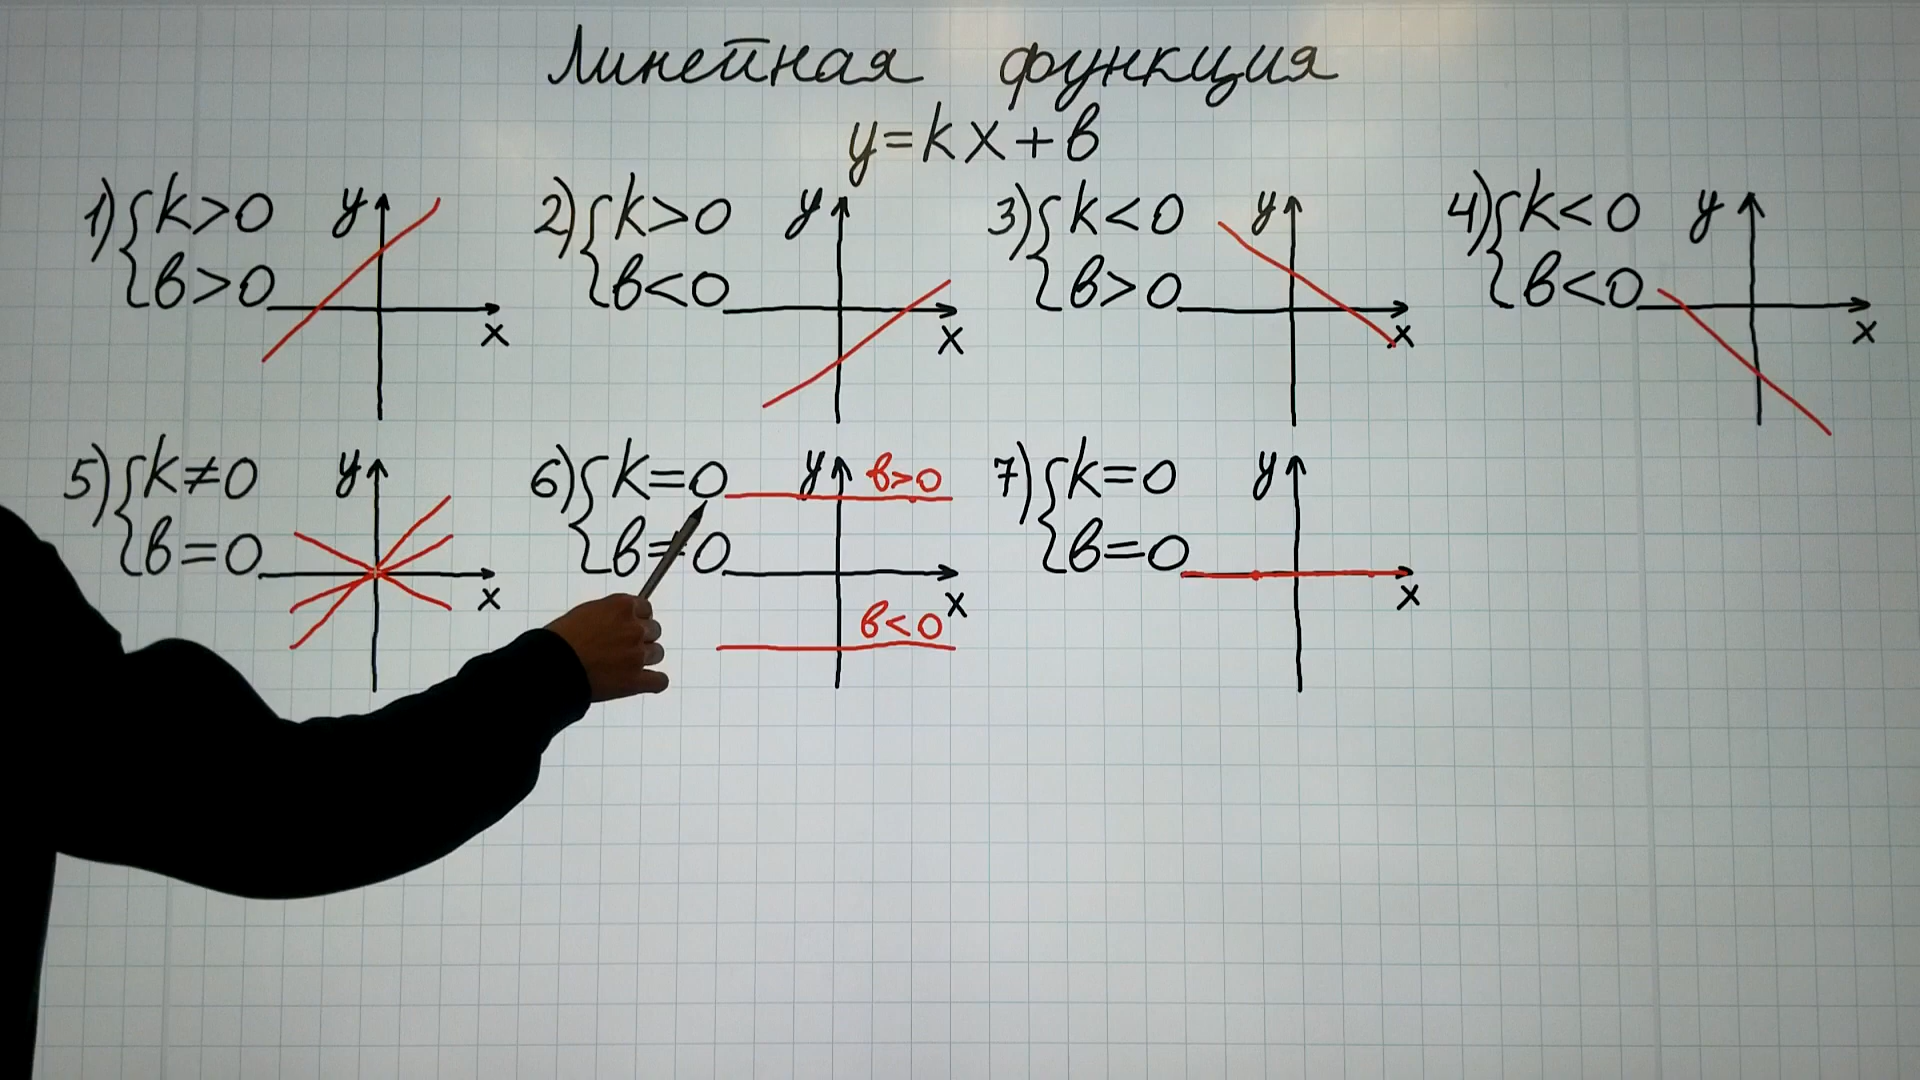 Линейная функция
y=kx+в
1) { k>0
в>0
y
x
2) { k>0
в<0
y
x
3) { k<0
в>0
y
x
4) { k<0
в<0
y
x
5) { k≠0
в=0
y
x
6) { k=0
в≠0
y
в>0
x
в<0
7) { k=0
в=0
y
x